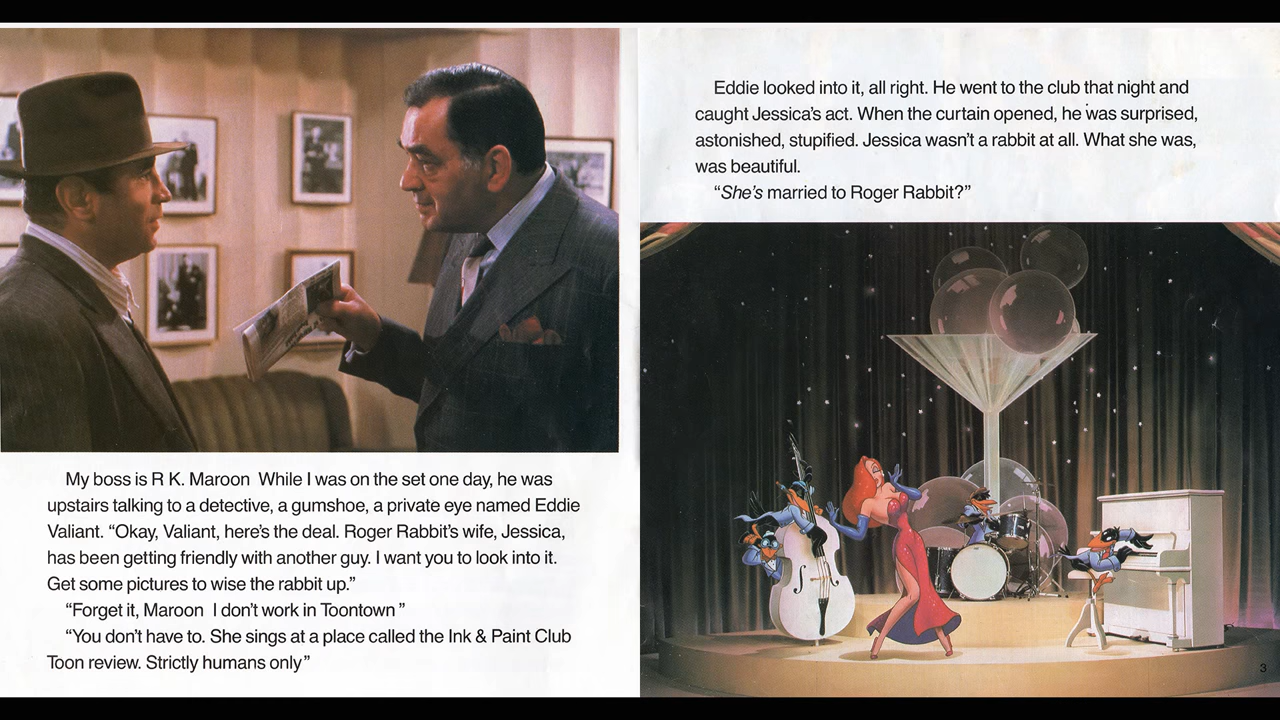 My boss is R K. Maroon While I was on the set one day, he was
upstairs talking to a detective, a gumshoe, a private eye named Eddie
Valiant. “Okay, Valiant, here’s the deal. Roger Rabbit’s wife, Jessica,
has been getting friendly with another guy. I want you to look into it.
Get some pictures to wise the rabbit up.”
“Forget it, Maroon I don’t work in Toontown ”
“You don’t have to. She sings at a place called the Ink & Paint Club
Toon review. Strictly humans only”
Eddie looked into it, all right. He went to the club that night and
caught Jessica’s act. When the curtain opened, he was surprised,
astonished, stupified. Jessica wasn’t a rabbit at all. What she was,
was beautiful.
“She’s married to Roger Rabbit?”
3